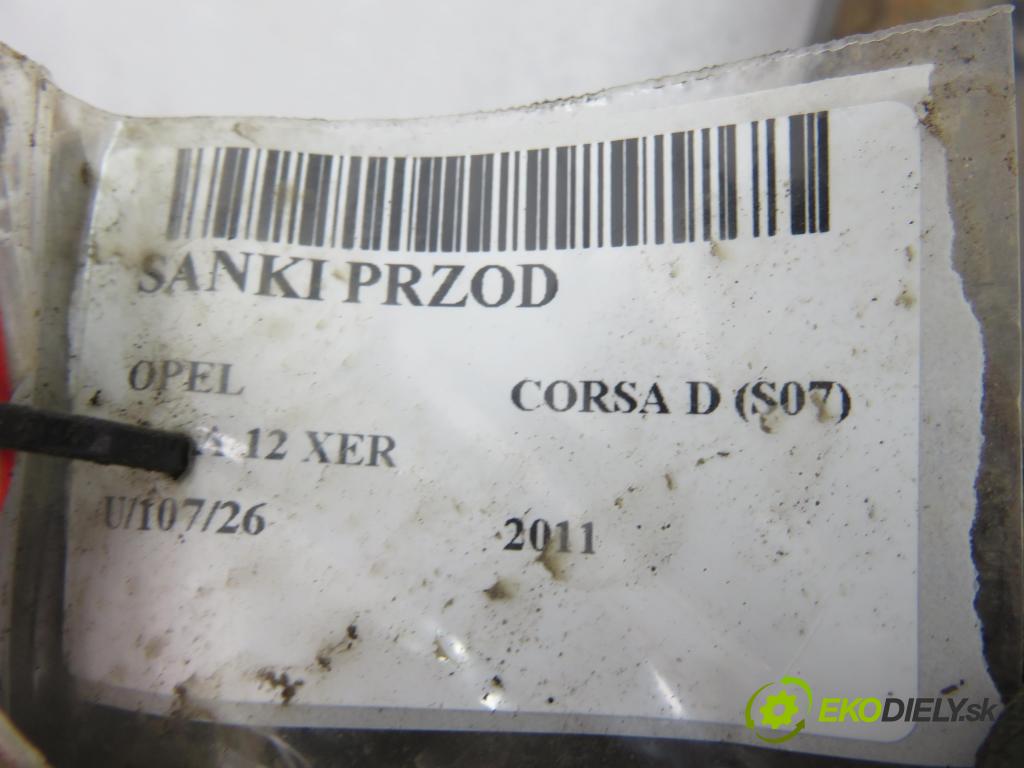 SANKI PRZOD
OPEL CORSA D (S07)
12 XER
U/107/26 2011
EKODIELY.sk